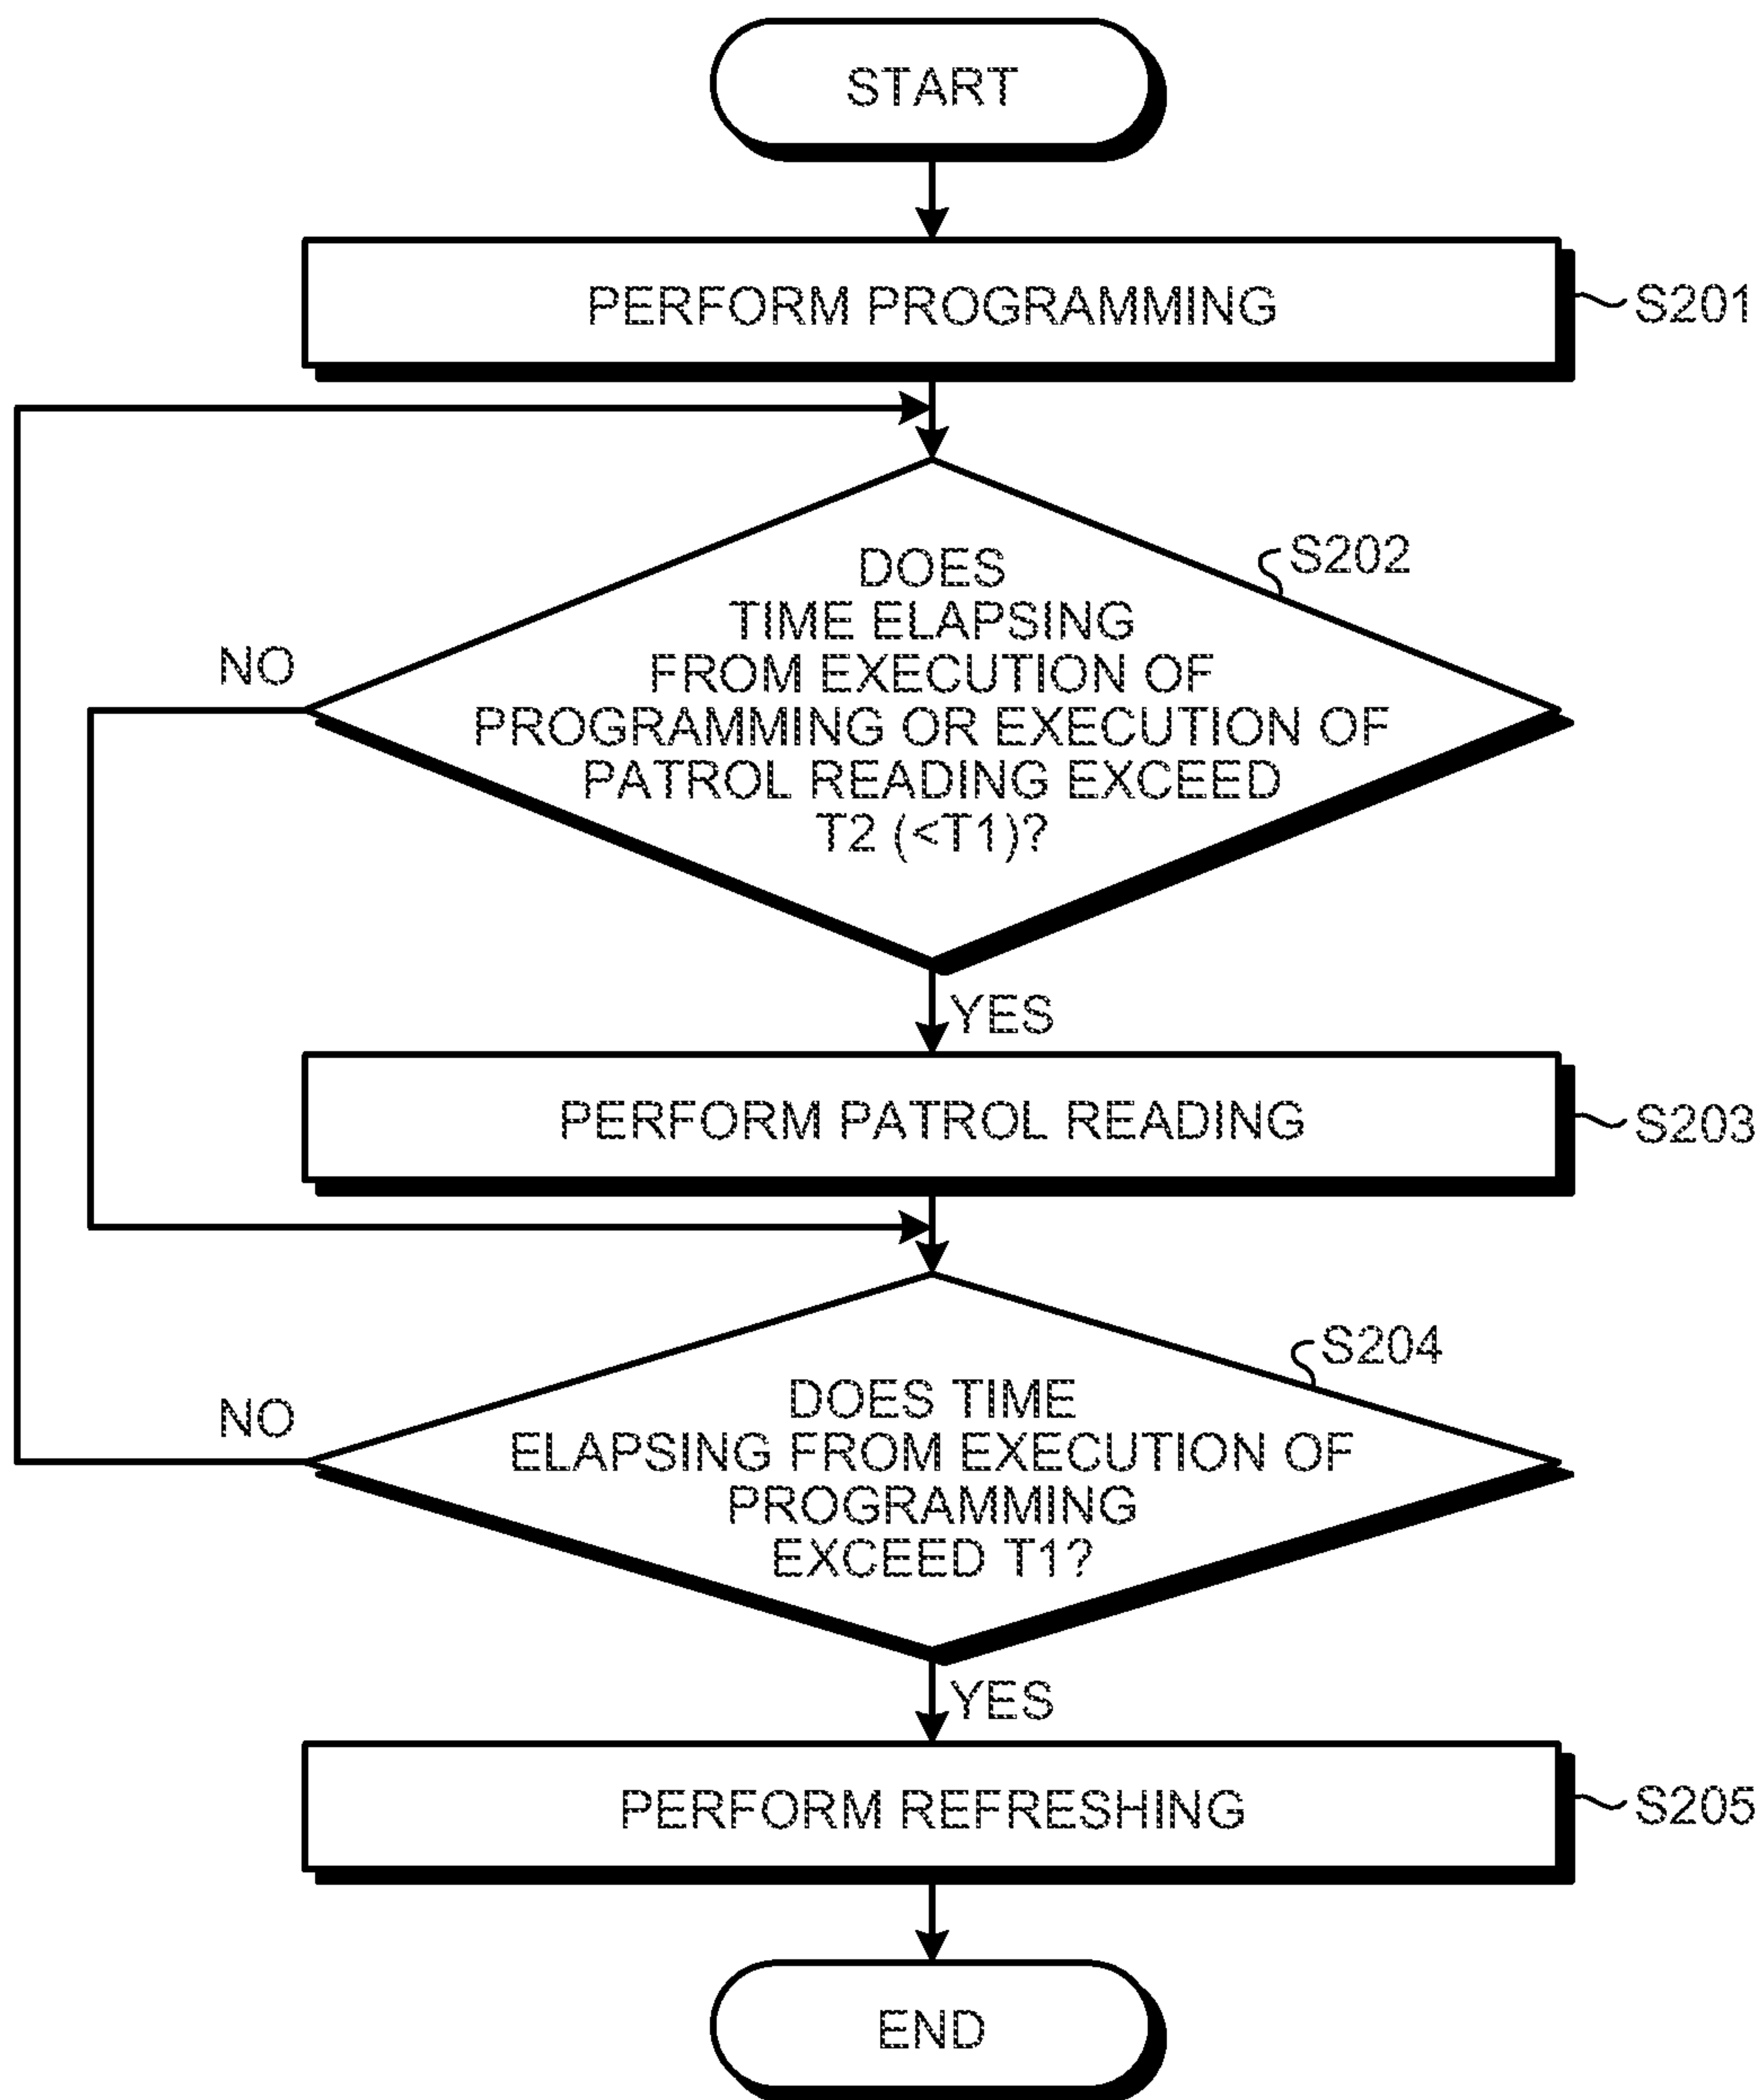 START
PERFORM PROGRAMMING
S201
S202
DOES
TIME ELAPSING
FROM EXECUTION OF
PROGRAMMING OR EXECUTION OF
PATROL READING EXCEED
T2 (<T1)?
NO
YES
PERFORM PATROL READING
S203
S204
DOES TIME
ELAPSING FROM EXECUTION OF
PROGRAMMING
EXCEED T1?
NO
YES
PERFORM REFRESHING
S205
END